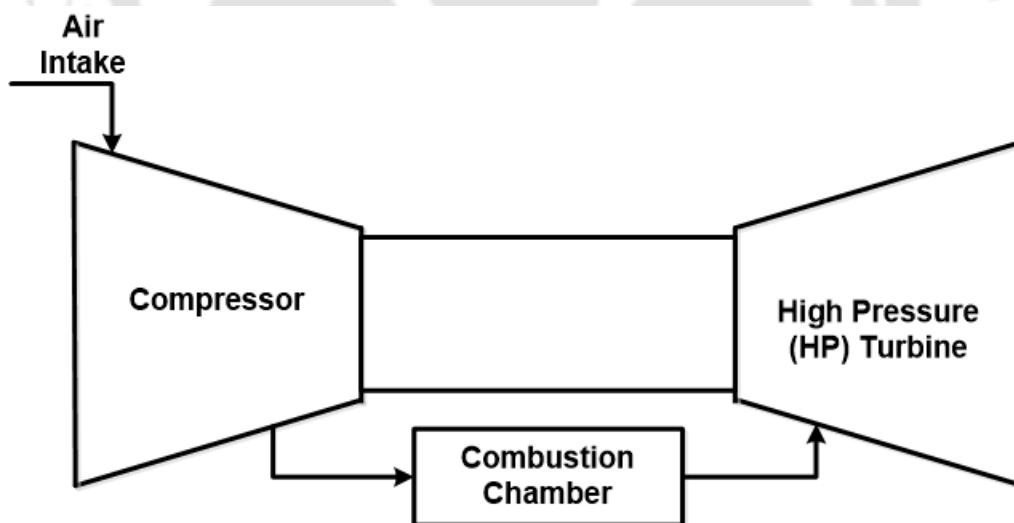 Air
Intake
Compressor
High Pressure
(HP) Turbine
Combustion
Chamber